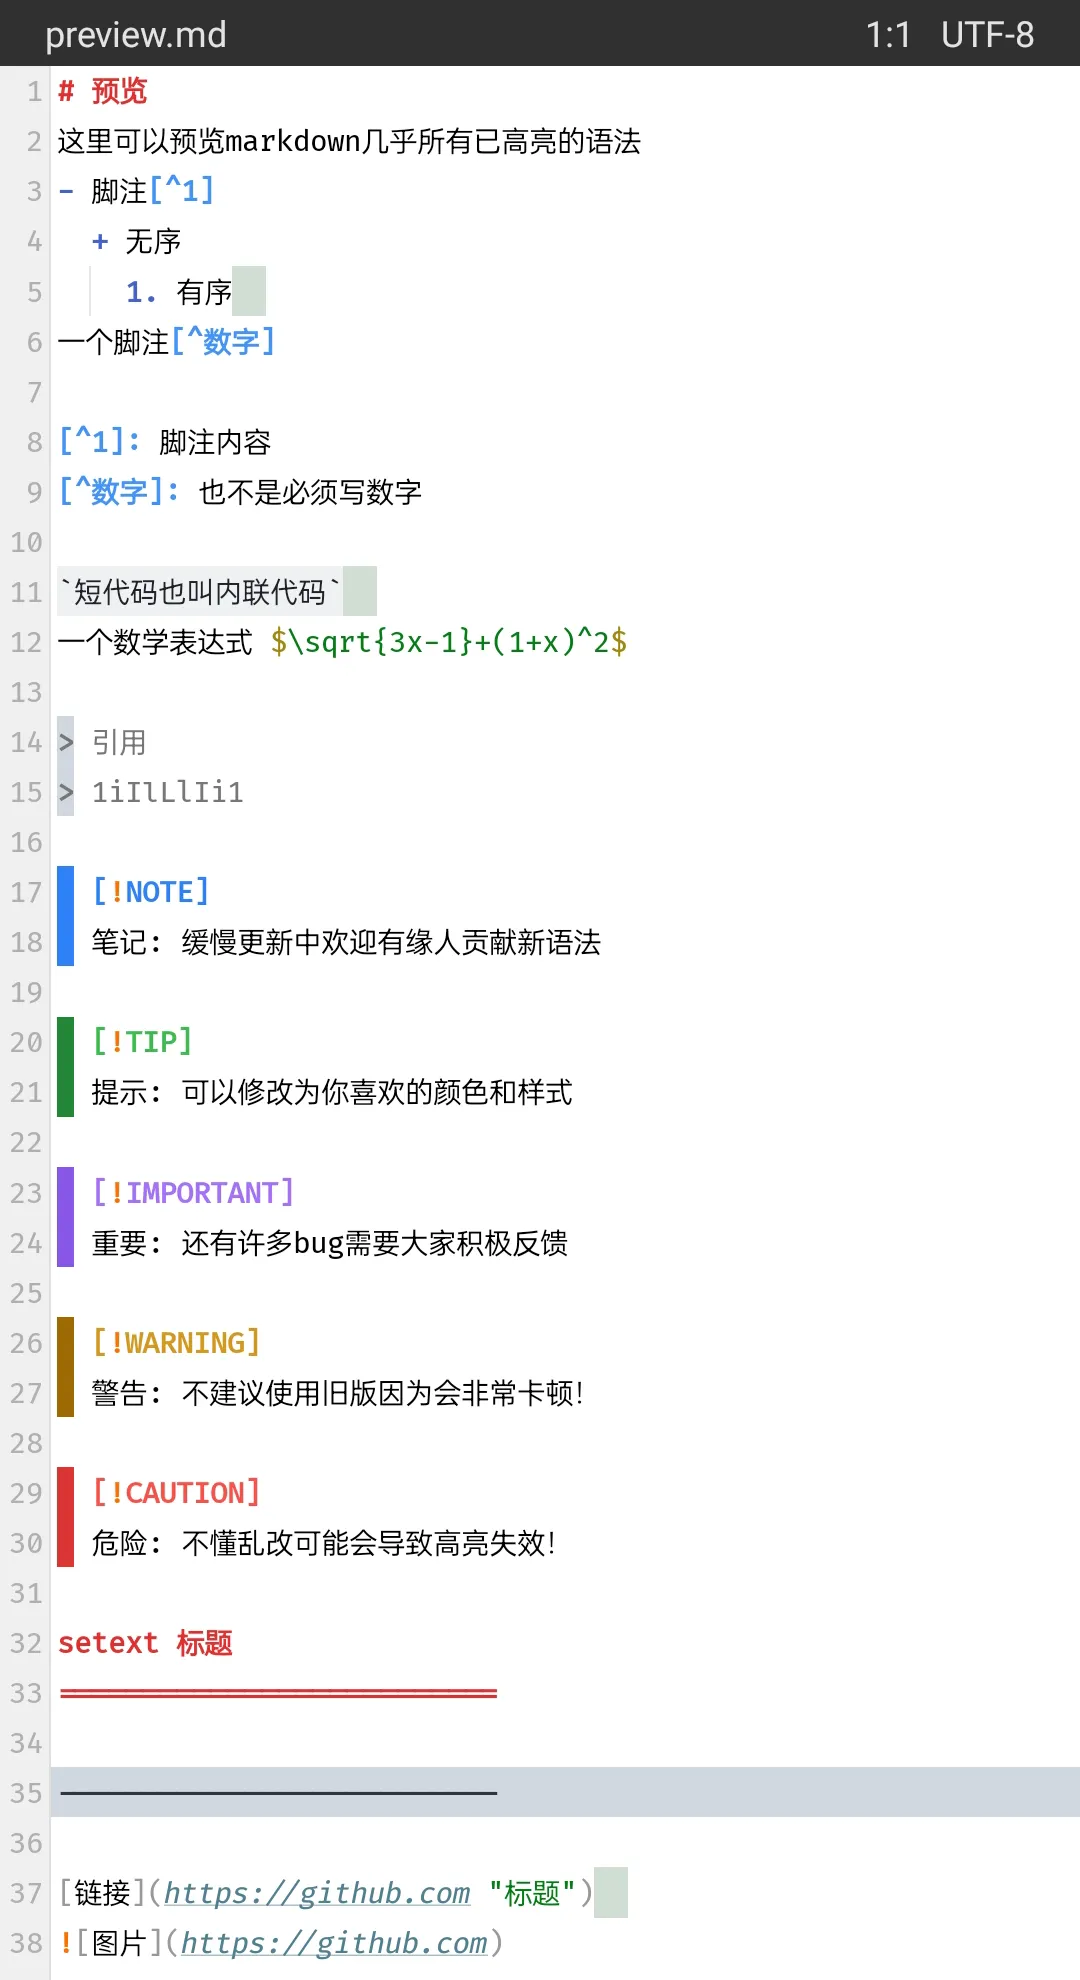 preview.md 1:1 UTF-8
1 # 预览
2 这里可以预览markdown几乎所有已高亮的语法
3 - 脚注[^1]
4 + 无序
5 1. 有序
6 一个脚注[^数字]
7
8 [^1]: 脚注内容
9 [^数字]: 也不是必须写数字
10
11 `短代码也叫内联代码`
12 一个数学表达式 $\sqrt{3x-1}+(1+x)^2$
13
14 > 引用
15 > 1iIlLlIi1
16
17 [!NOTE]
18 笔记: 缓慢更新中欢迎有缘人贡献新语法
19
20 [!TIP]
21 提示: 可以修改为你喜欢的颜色和样式
22
23 [!IMPORTANT]
24 重要: 还有许多bug需要大家积极反馈
25
26 [!WARNING]
27 警告: 不建议使用旧版因为会非常卡顿!
28
29 [!CAUTION]
30 危险: 不懂乱改可能会导致高亮失效!
31
32 setext 标题
33 ==========================
34
35 --------------------------
36
37 [链接](https://github.com "标题")
38 ![图片](https://github.com)